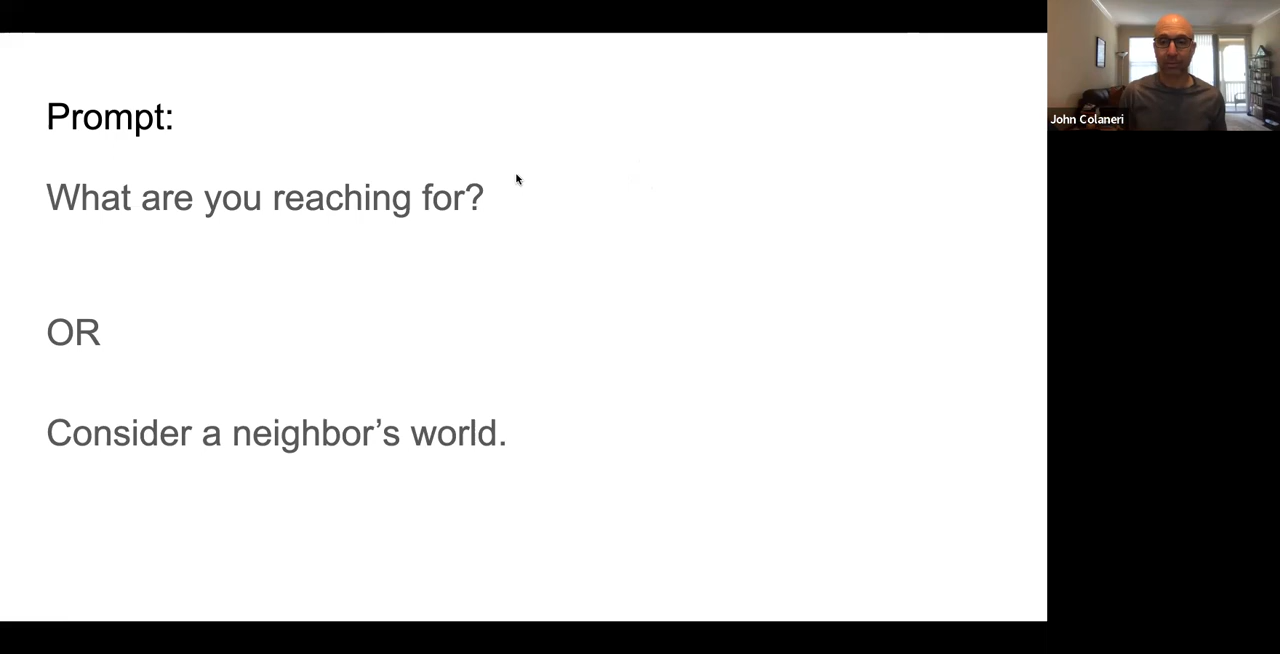 Prompt:
What are you reaching for?
OR
Consider a neighbor’s world.
John Colaneri